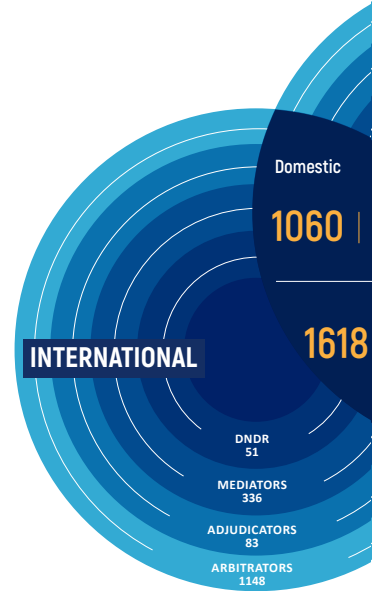 Domestic
1060 |
1618
INTERNATIONAL
DNDR
51
MEDIATORS
336
ADJUDICATORS
83
ARBITRATORS
1148